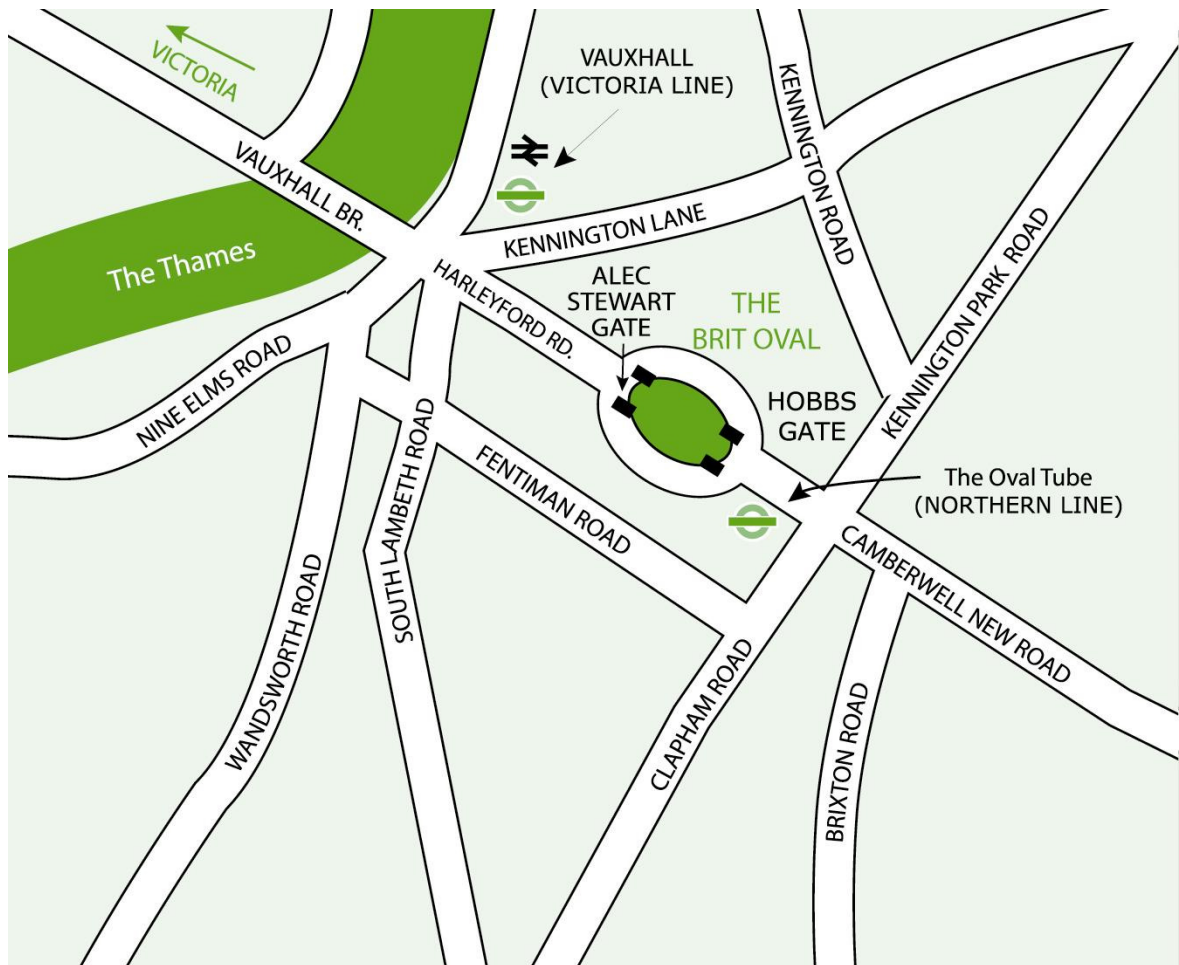 VICTORIA
VAUXHALL
(VICTORIA LINE)
KENNINGTON ROAD
VAUXHALL BR.
KENNINGTON LANE
KENNINGTON PARK ROAD
The Thames
HARLEYFORD RD.
ALEC
STEWART
GATE
THE
BRIT OVAL
NINE ELMS ROAD
HOBBS
GATE
SOUTH LAMBETH ROAD
FENTIMAN ROAD
The Oval Tube
(NORTHERN LINE)
CAMBERWELL NEW ROAD
WANDSWORTH ROAD
CLAPHAM ROAD
BRIXTON ROAD